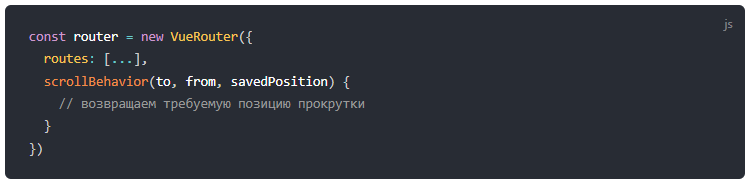 js
const router = new VueRouter({
  routes: [...],
  scrollBehavior(to, from, savedPosition) {
    // возвращаем требуемую позицию прокрутки
  }
})